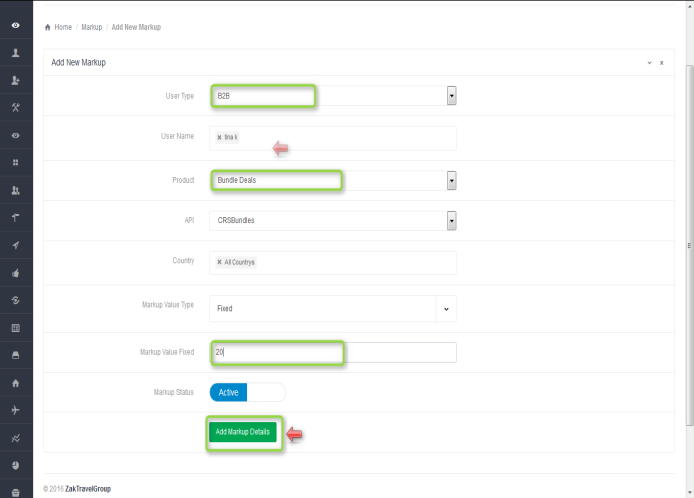 Home / Markup / Add New Markup
Add New Markup
User Type B2B
User Name × tina k
Product Bundle Deals
API CRSBundles
Country × All Countrys
Markup Value Type Fixed
Markup Value Fixed 20
Markup Status Active
Add Markup Details
© 2016 ZakTravelGroup